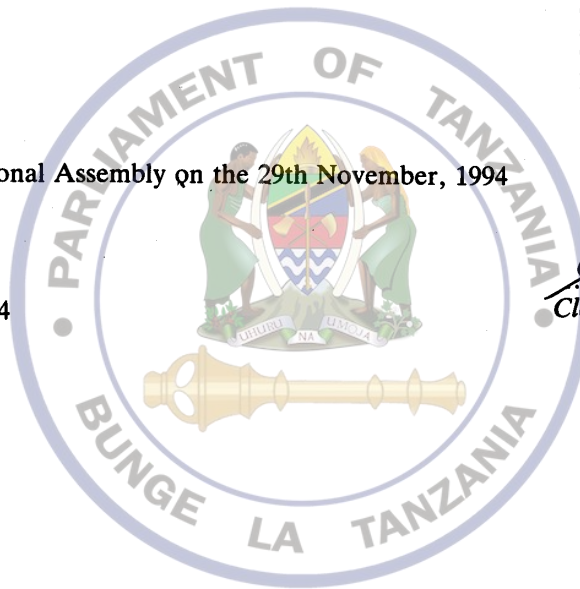 PARLIAMENT OF TANZANIA
onal Assembly on the 29th November, 1994
4
Cl
UHURU NA UMOJA
BUNGE LA TANZANIA